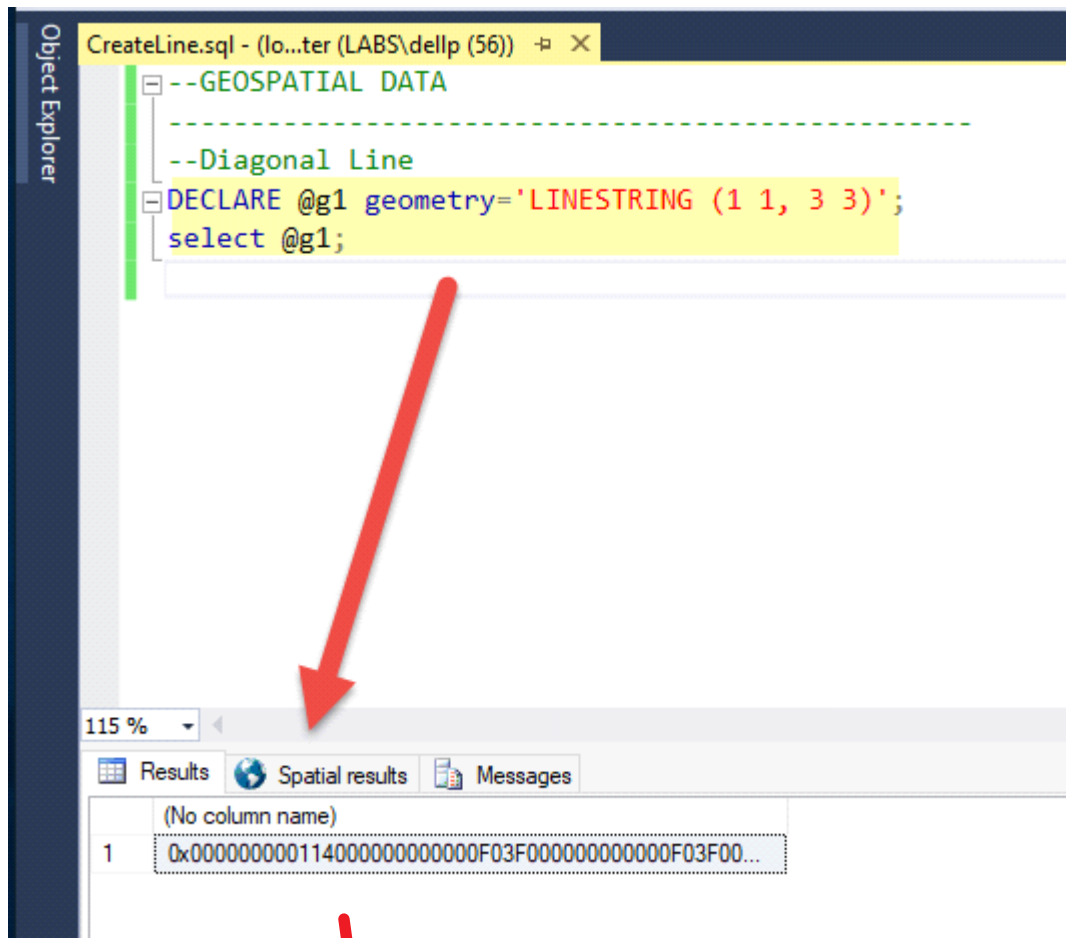 Object Explorer
CreateLine.sql - (lo...ter (LABS\dellp (56))
--GEOSPATIAL DATA
-------------------------------------------------
--Diagonal Line
DECLARE @g1 geometry='LINESTRING (1 1, 3 3)';
select @g1;
115 %
Results Spatial results Messages
(No column name)
1 0x000000000114000000000000F03F000000000000F03F00...